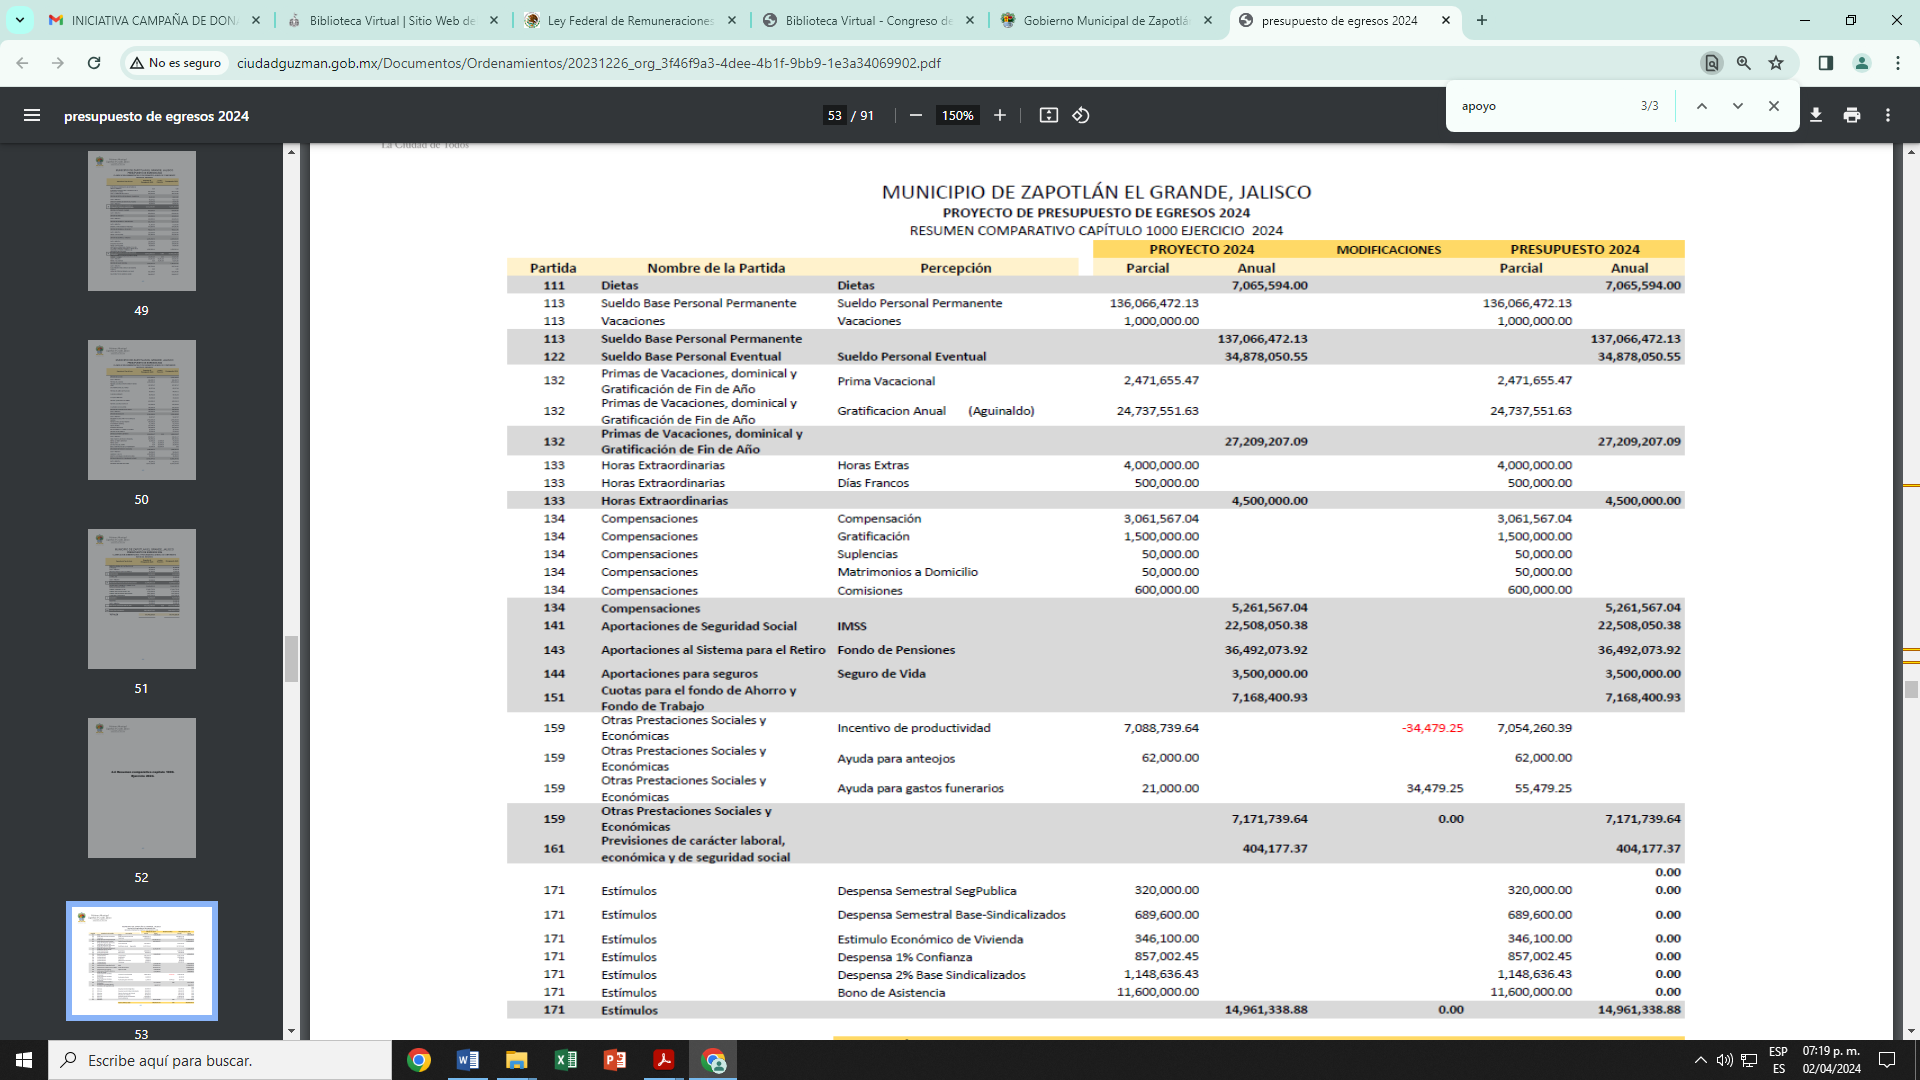 INICIATIVA CAMPAÑA DE DON
Biblioteca Virtual | Sitio Web de
Ley Federal de Remuneraciones
Biblioteca Virtual - Congreso de
Gobierno Municipal de Zapotlá
presupuesto de egresos 2024
No es seguro ciudadguzman.gob.mx/Documentos/Ordenamientos/20231226_org_3f46f9a3-4dee-4b1f-9bb9-1e3a34069902.pdf
presupuesto de egresos 2024 53 / 91 150%
apoyo 3/3
49
50
51
52
53
La Ciudad de Todos
MUNICIPIO DE ZAPOTLÁN EL GRANDE, JALISCO
PROYECTO DE PRESUPUESTO DE EGRESOS 2024
RESUMEN COMPARATIVO CAPÍTULO 1000 EJERCICIO 2024
PROYECTO 2024 MODIFICACIONES PRESUPUESTO 2024
Partida Nombre de la Partida Percepción Parcial Anual Parcial Anual
111 Dietas Dietas 7,065,594.00 7,065,594.00
113 Sueldo Base Personal Permanente Sueldo Personal Permanente 136,066,472.13 136,066,472.13
113 Vacaciones Vacaciones 1,000,000.00 1,000,000.00
113 Sueldo Base Personal Permanente 137,066,472.13 137,066,472.13
122 Sueldo Base Personal Eventual Sueldo Personal Eventual 34,878,050.55 34,878,050.55
132 Primas de Vacaciones, dominical y Gratificación de Fin de Año Prima Vacacional 2,471,655.47 2,471,655.47
132 Primas de Vacaciones, dominical y Gratificación de Fin de Año Gratificacion Anual (Aguinaldo) 24,737,551.63 24,737,551.63
132 Primas de Vacaciones, dominical y Gratificación de Fin de Año 27,209,207.09 27,209,207.09
133 Horas Extraordinarias Horas Extras 4,000,000.00 4,000,000.00
133 Horas Extraordinarias Días Francos 500,000.00 500,000.00
133 Horas Extraordinarias 4,500,000.00 4,500,000.00
134 Compensaciones Compensación 3,061,567.04 3,061,567.04
134 Compensaciones Gratificación 1,500,000.00 1,500,000.00
134 Compensaciones Suplencias 50,000.00 50,000.00
134 Compensaciones Matrimonios a Domicilio 50,000.00 50,000.00
134 Compensaciones Comisiones 600,000.00 600,000.00
134 Compensaciones 5,261,567.04 5,261,567.04
141 Aportaciones de Seguridad Social IMSS 22,508,050.38 22,508,050.38
143 Aportaciones al Sistema para el Retiro Fondo de Pensiones 36,492,073.92 36,492,073.92
144 Aportaciones para seguros Seguro de Vida 3,500,000.00 3,500,000.00
151 Cuotas para el fondo de Ahorro y Fondo de Trabajo 7,168,400.93 7,168,400.93
159 Otras Prestaciones Sociales y Económicas Incentivo de productividad 7,088,739.64 -34,479.25 7,054,260.39
159 Otras Prestaciones Sociales y Económicas Ayuda para anteojos 62,000.00 62,000.00
159 Otras Prestaciones Sociales y Económicas Ayuda para gastos funerarios 21,000.00 34,479.25 55,479.25
159 Otras Prestaciones Sociales y Económicas 7,171,739.64 0.00 7,171,739.64
161 Previsiones de carácter laboral, económica y de seguridad social 404,177.37 404,177.37
0.00
171 Estímulos Despensa Semestral SegPublica 320,000.00 320,000.00 0.00
171 Estímulos Despensa Semestral Base-Sindicalizados 689,600.00 689,600.00 0.00
171 Estímulos Estimulo Económico de Vivienda 346,100.00 346,100.00 0.00
171 Estímulos Despensa 1% Confianza 857,002.45 857,002.45 0.00
171 Estímulos Despensa 2% Base Sindicalizados 1,148,636.43 1,148,636.43 0.00
171 Estímulos Bono de Asistencia 11,600,000.00 11,600,000.00 0.00
171 Estímulos 14,961,338.88 0.00 14,961,338.88
Escribe aquí para buscar.
ESP
ES
07:19 p. m.
02/04/2024